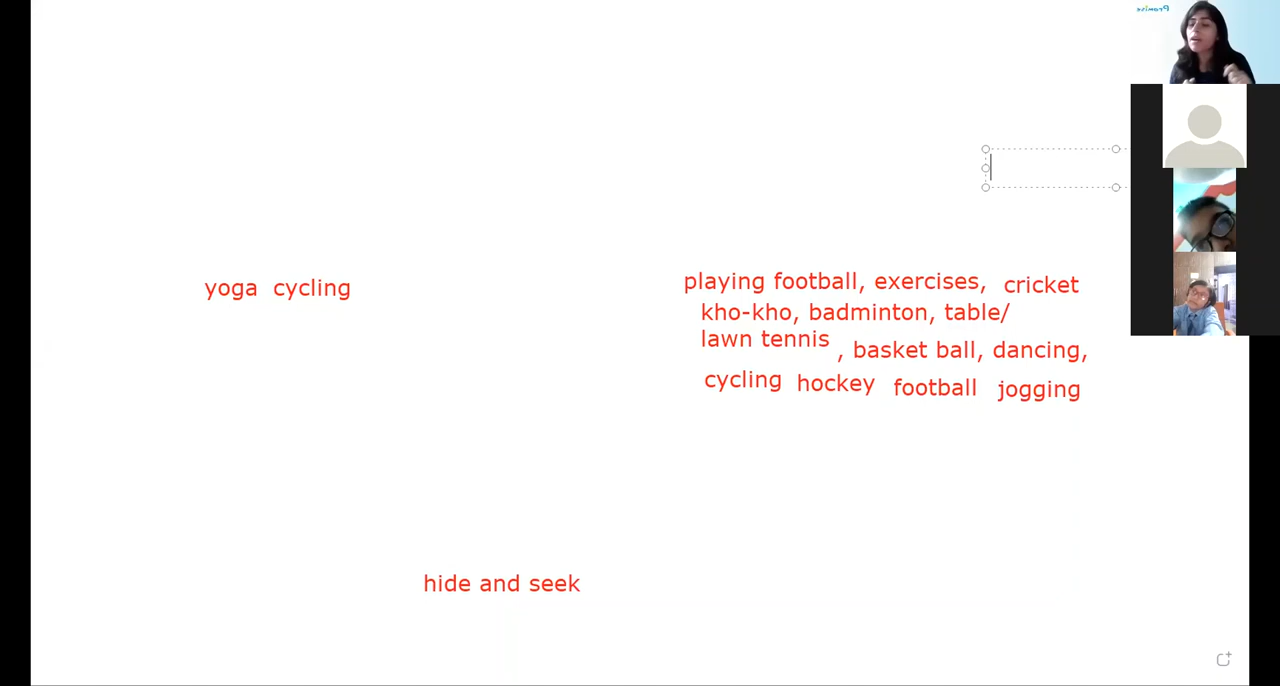 Promise
yoga cycling
playing football, exercises, cricket
kho-kho, badminton, table/
lawn tennis , basket ball, dancing,
cycling hockey football jogging
hide and seek